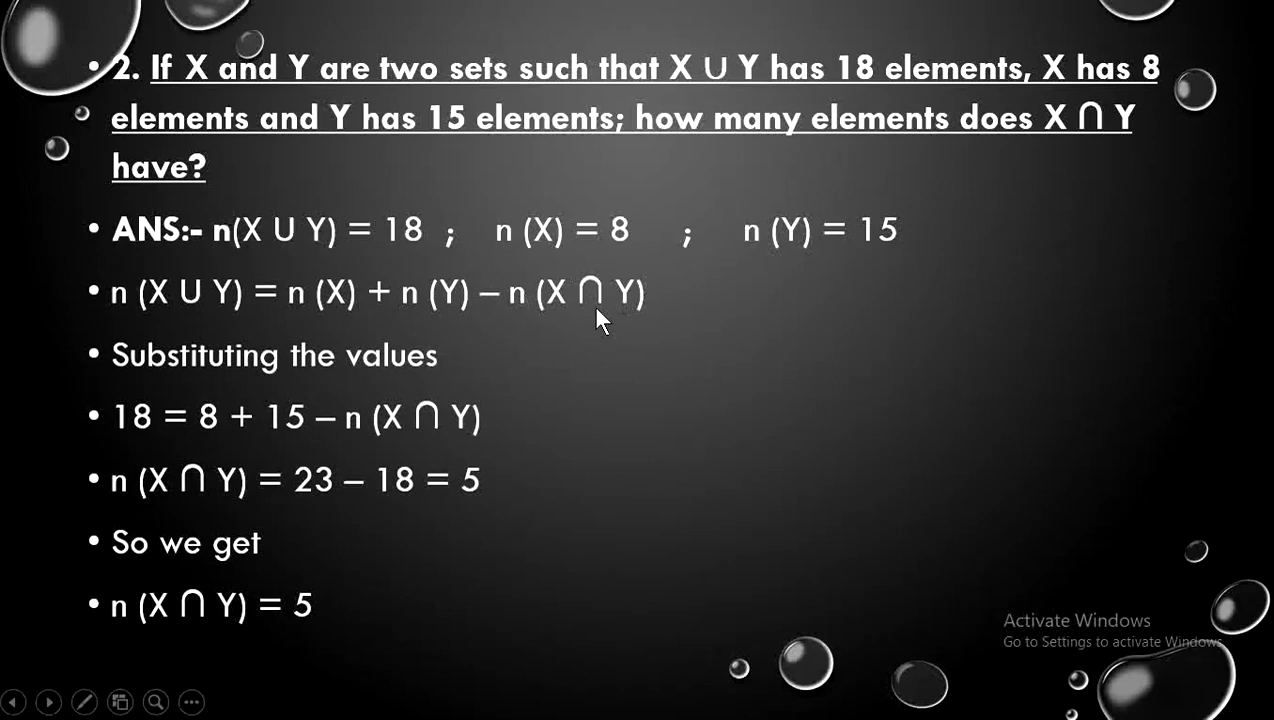 • 2. If X and Y are two sets such that X ∪ Y has 18 elements, X has 8
elements and Y has 15 elements; how many elements does X ∩ Y
have?
• ANS:- n(X U Y) = 18 ; n (X) = 8 ; n (Y) = 15
• n (X U Y) = n (X) + n (Y) – n (X ∩ Y)
• Substituting the values
• 18 = 8 + 15 – n (X ∩ Y)
• n (X ∩ Y) = 23 – 18 = 5
• So we get
• n (X ∩ Y) = 5
Activate Windows
Go to Settings to activate Windows.